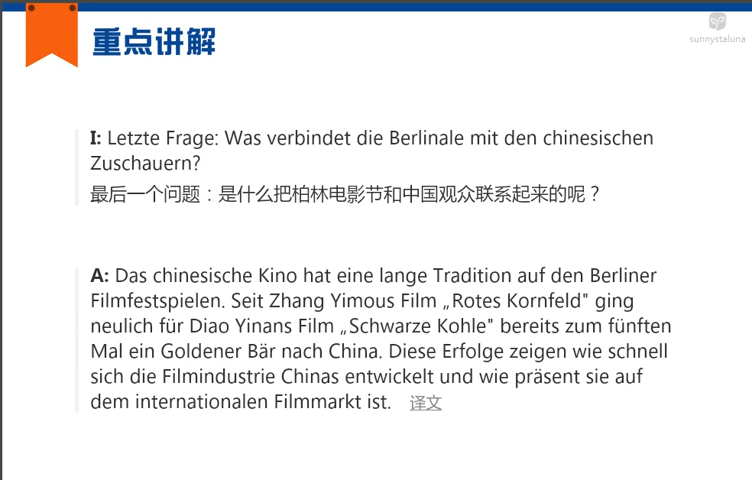 重点讲解
sunnystaluna
I: Letzte Frage: Was verbindet die Berlinale mit den chinesischen
Zuschauern?
最后一个问题：是什么把柏林电影节和中国观众联系起来的呢？
A: Das chinesische Kino hat eine lange Tradition auf den Berliner
Filmfestspielen. Seit Zhang Yimous Film „Rotes Kornfeld" ging
neulich für Diao Yinans Film „Schwarze Kohle" bereits zum fünften
Mal ein Goldener Bär nach China. Diese Erfolge zeigen wie schnell
sich die Filmindustrie Chinas entwickelt und wie präsent sie auf
dem internationalen Filmmarkt ist. 译文